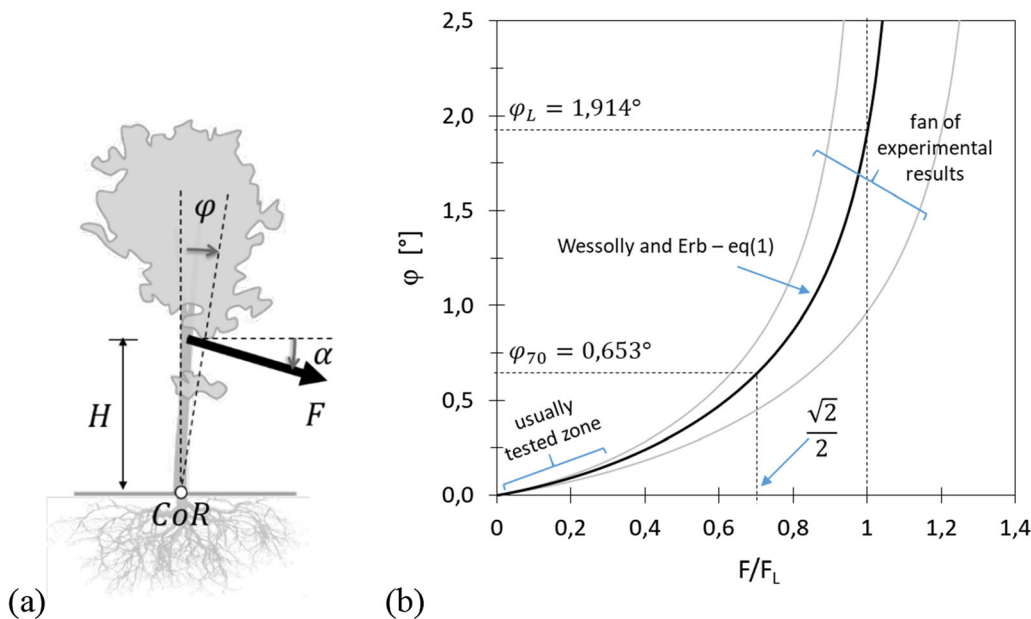 (a)
φ
α
F
H
CoR
(b)
φ [°]
2,5
2,0
1,5
1,0
0,5
0,0
φ_L = 1,914°
fan of
experimental
results
Wessolly and Erb – eq(1)
φ₇₀ = 0,653°
usually
tested zone
√2
2
0
0,2
0,4
0,6
0,8
1
1,2
1,4
F/F_L